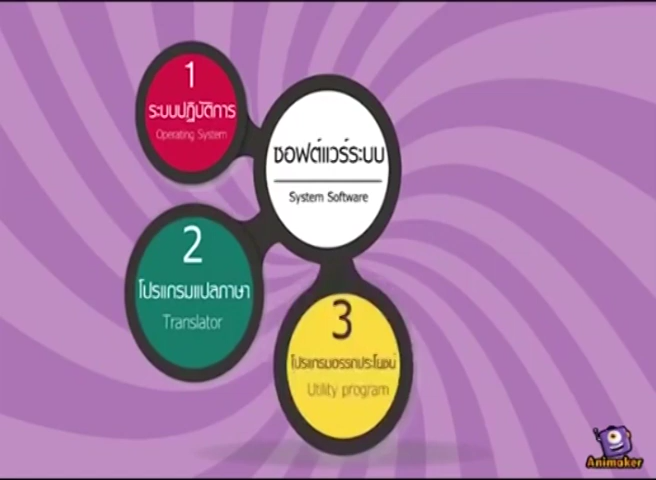 1
ระบบปฏิบัติการ
Operating System
ซอฟต์แวร์ระบบ
System Software
2
โปรแกรมแปลภาษา
Translator
3
โปรแกรมอรรถประโยชน์
Utility program
Animaker